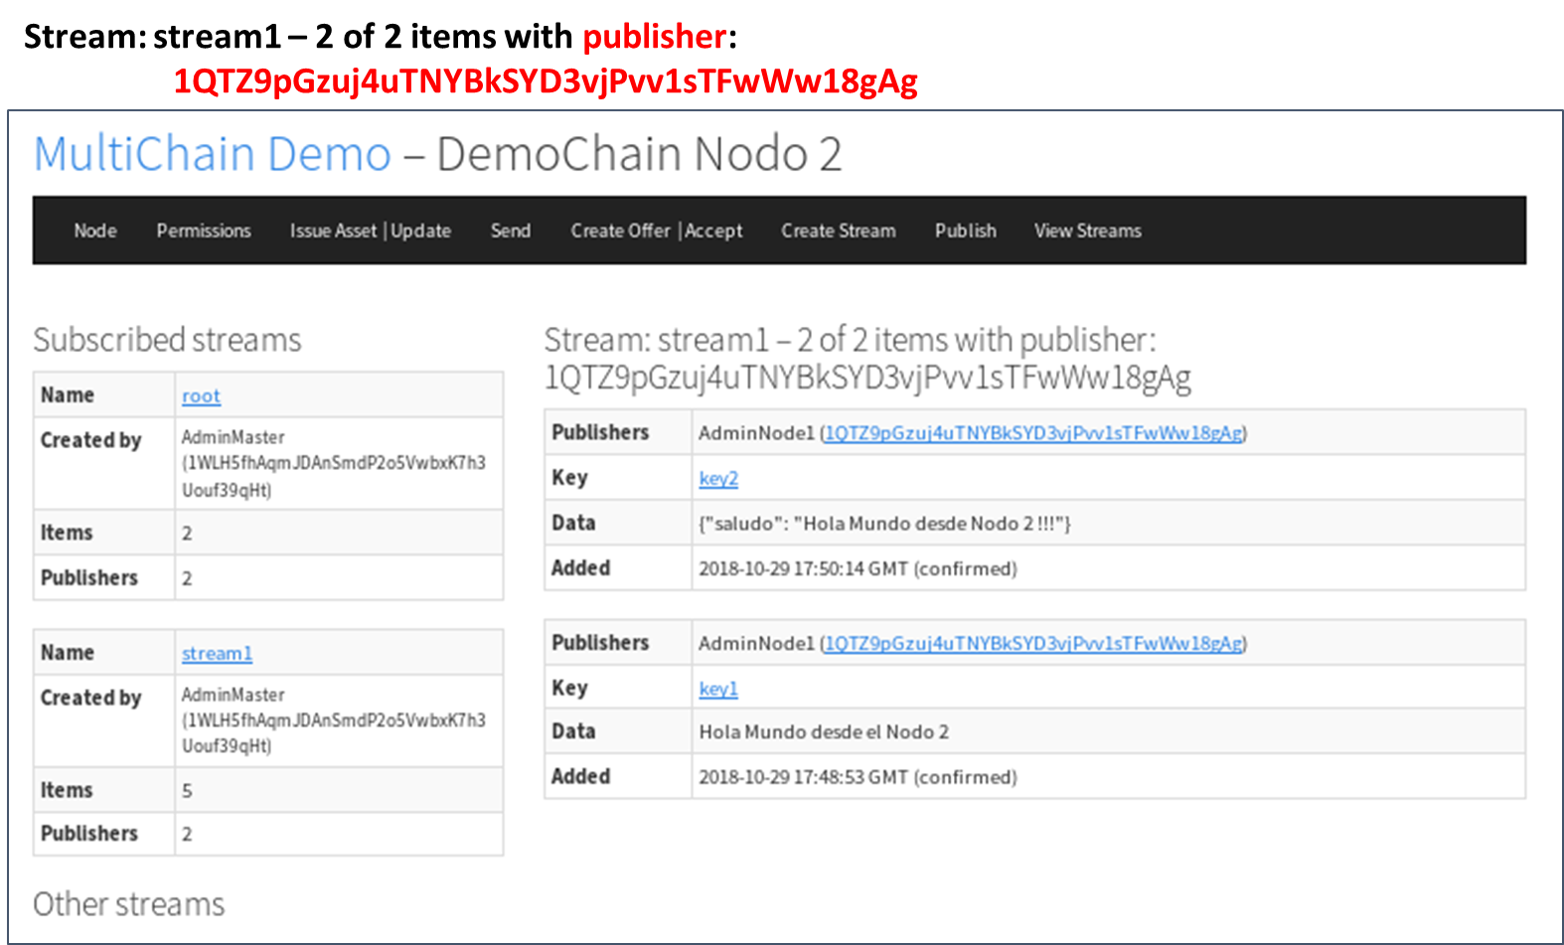 Stream: stream1 – 2 of 2 items with publisher:
1QTZ9pGzuj4uTNYBkSYD3vjPvv1sTFwWw18gAg
MultiChain Demo – DemoChain Nodo 2
Node Permissions Issue Asset | Update Send Create Offer | Accept Create Stream Publish View Streams
Subscribed streams
Name root
Created by AdminMaster
(1WLH5fhAqmJDAnSmdP2o5VwbxK7h3
Uouf39qHt)
Items 2
Publishers 2
Name stream1
Created by AdminMaster
(1WLH5fhAqmJDAnSmdP2o5VwbxK7h3
Uouf39qHt)
Items 5
Publishers 2
Other streams
Stream: stream1 – 2 of 2 items with publisher:
1QTZ9pGzuj4uTNYBkSYD3vjPvv1sTFwWw18gAg
Publishers AdminNode1 (1QTZ9pGzuj4uTNYBkSYD3vjPvv1sTFwWw18gAg)
Key key2
Data {"saludo": "Hola Mundo desde Nodo 2 !!!"}
Added 2018-10-29 17:50:14 GMT (confirmed)
Publishers AdminNode1 (1QTZ9pGzuj4uTNYBkSYD3vjPvv1sTFwWw18gAg)
Key key1
Data Hola Mundo desde el Nodo 2
Added 2018-10-29 17:48:53 GMT (confirmed)